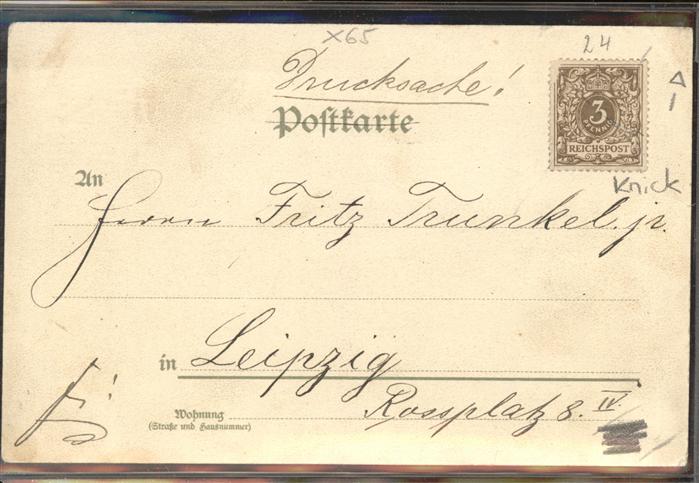 X65
24
Drucksache!
Postkarte
3
PFENNIG
REICHSPOST
Knick
An
Herrn Fritz Trunkel. jr.
in Leipzig
Rossplatz 8. IV.
Wohnung
(Straße und Hausnummer)